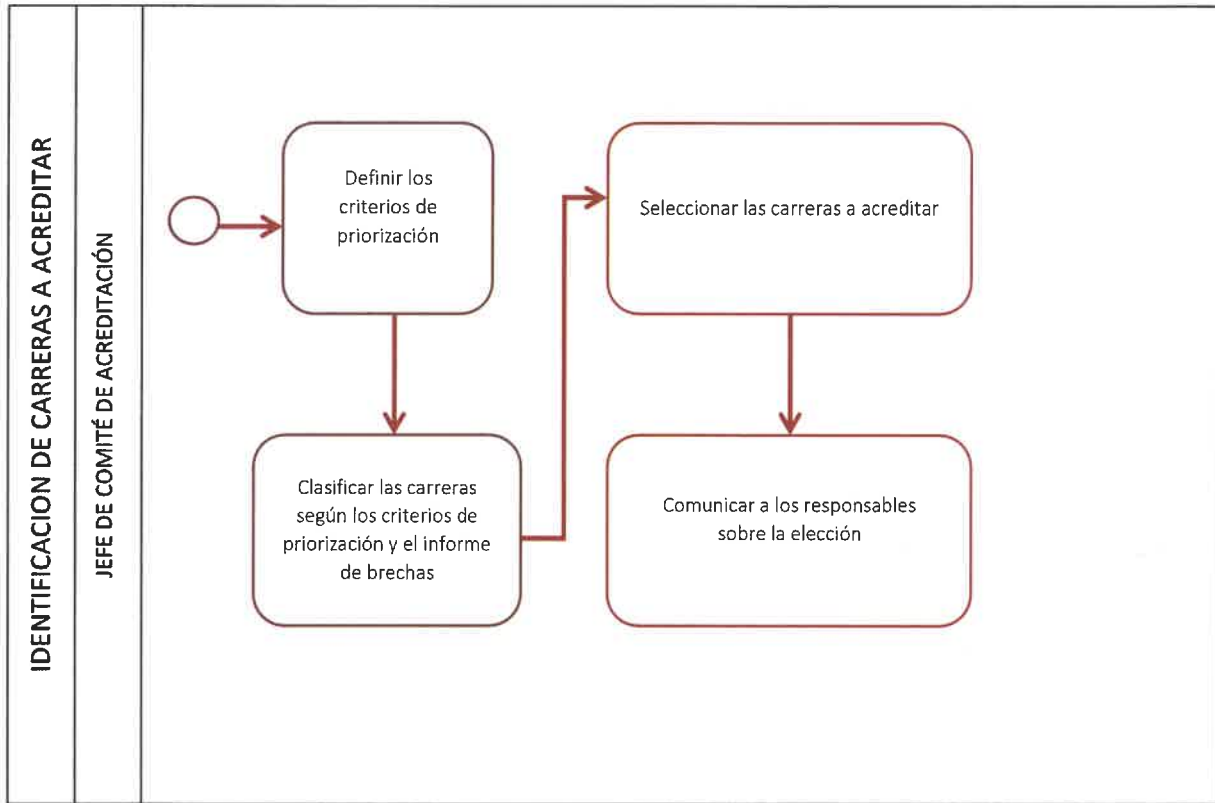 IDENTIFICACION DE CARRERAS A ACREDITAR
JEFE DE COMITÉ DE ACREDITACIÓN
Definir los
criterios de
priorización
Clasificar las carreras
según los criterios de
priorización y el informe
de brechas
Seleccionar las carreras a acreditar
Comunicar a los responsables
sobre la elección